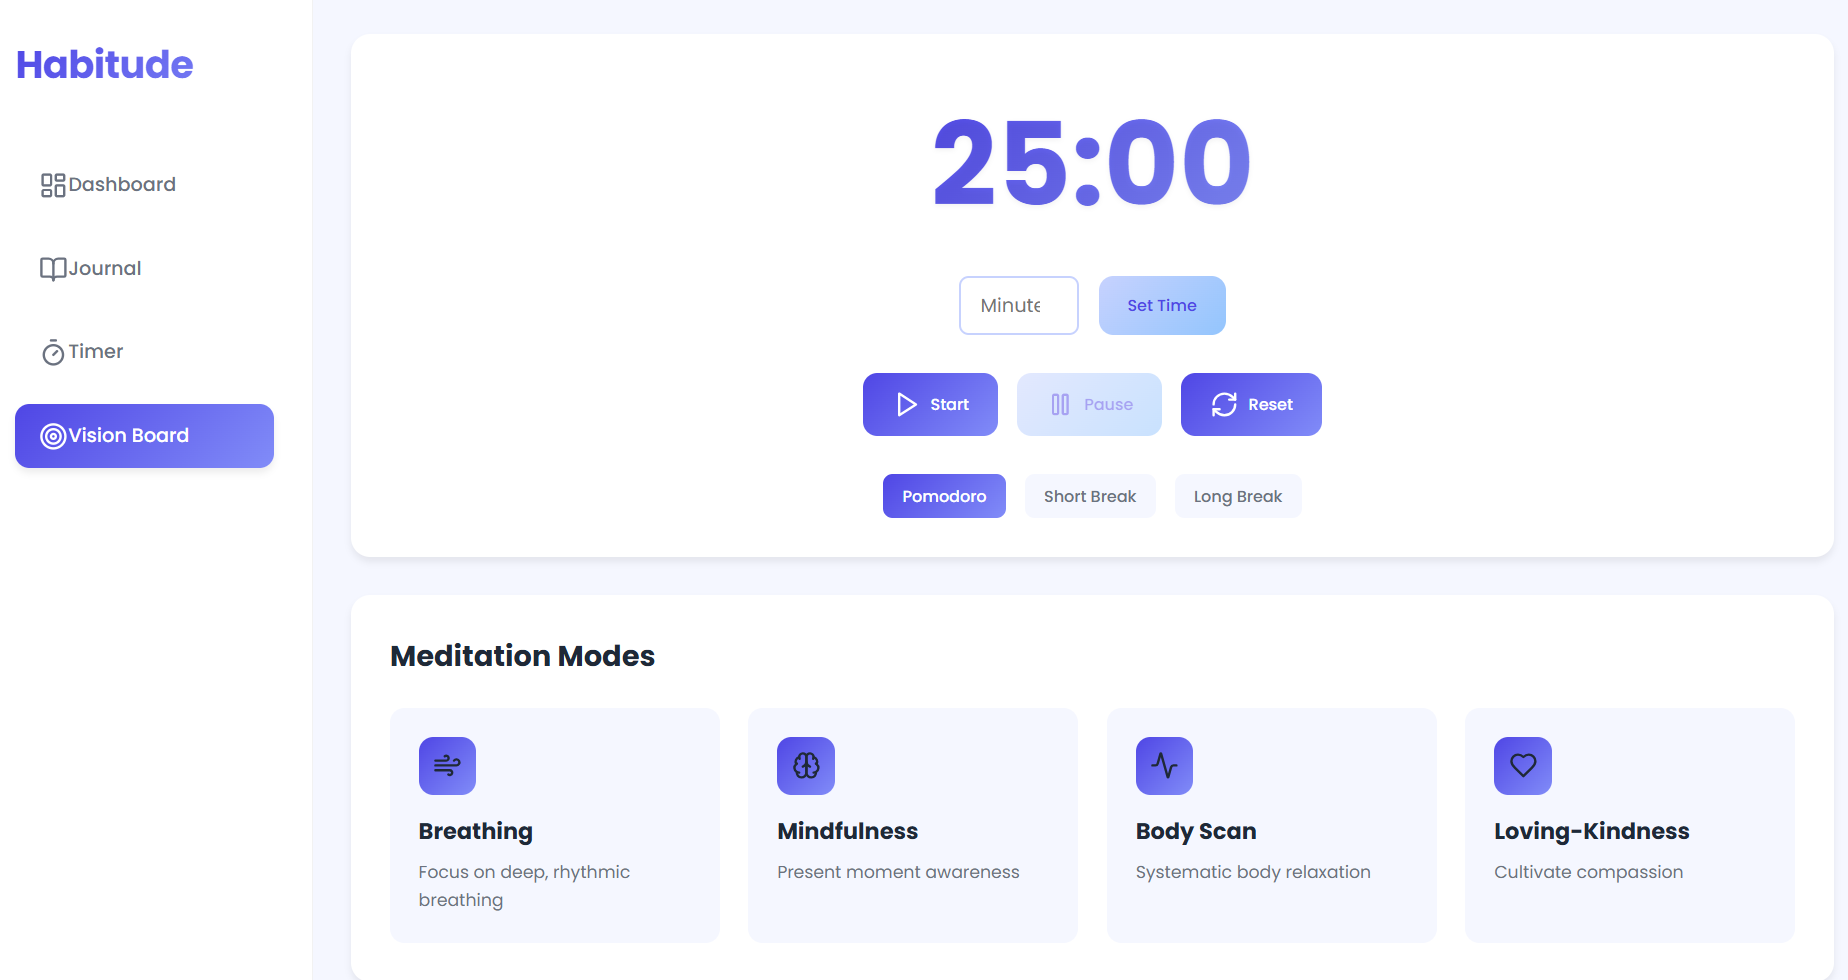 Habitude
Dashboard
Journal
Timer
Vision Board
25:00
Minute
Set Time
Start
Pause
Reset
Pomodoro
Short Break
Long Break
Meditation Modes
Breathing
Focus on deep, rhythmic
breathing
Mindfulness
Present moment awareness
Body Scan
Systematic body relaxation
Loving-Kindness
Cultivate compassion